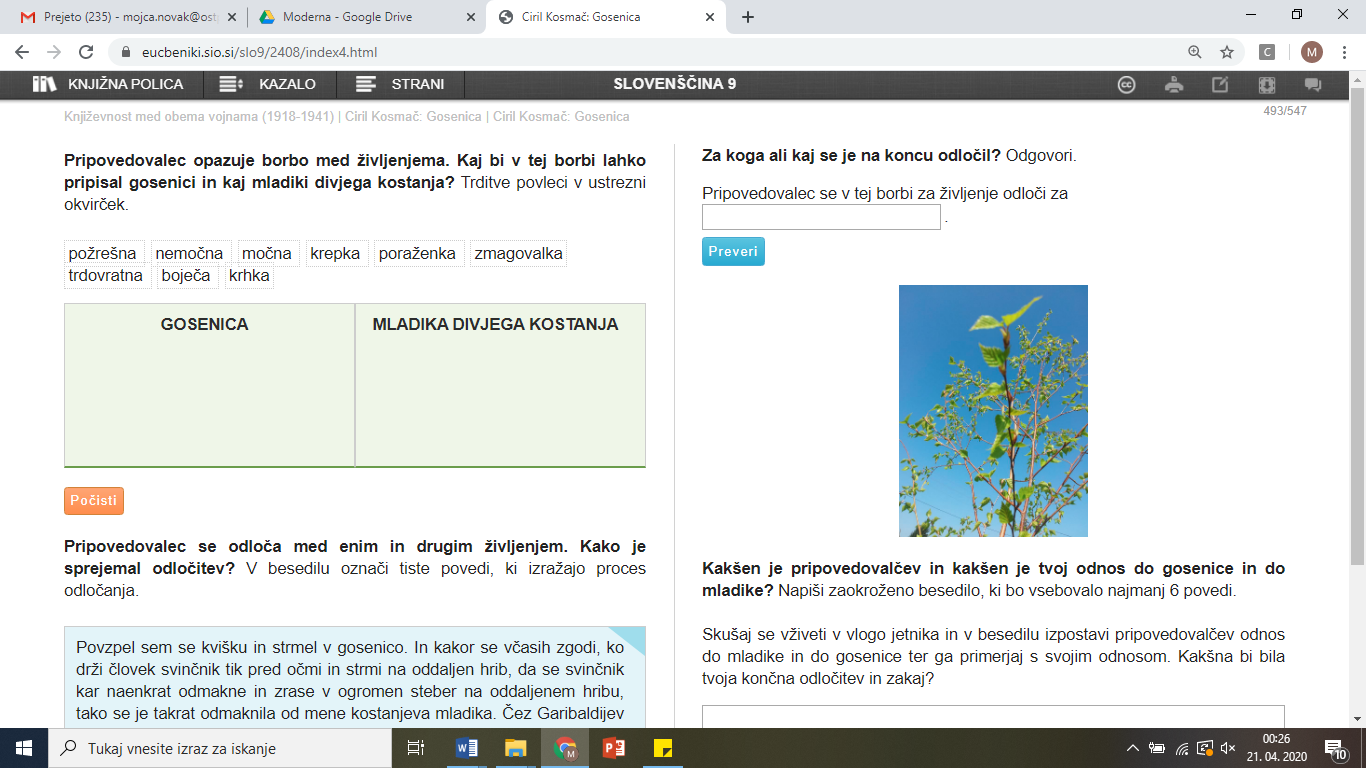 Prejeto (235) - mojca.novak@ost
Moderna - Google Drive
Ciril Kosmač: Gosenica
eucbeniki.sio.si/slo9/2408/index4.html
C
M
KNJIŽNA POLICA
KAZALO
STRANI
SLOVENŠČINA 9
Književnost med obema vojnama (1918-1941) | Ciril Kosmač: Gosenica | Ciril Kosmač: Gosenica
493/547
Pripovedovalec opazuje borbo med življenjema. Kaj bi v tej borbi lahko
pripisal gosenici in kaj mladiki divjega kostanja? Trditve povleci v ustrezni
okvirček.
požrešna nemočna močna krepka poraženka zmagovalka
trdovratna boječa krhka
GOSENICA
MLADIKA DIVJEGA KOSTANJA
Počisti
Pripovedovalec se odloča med enim in drugim življenjem. Kako je
sprejemal odločitev? V besedilu označi tiste povedi, ki izražajo proces
odločanja.
Povzpel sem se kvišku in strmel v gosenico. In kakor se včasih zgodi, ko
drži človek svinčnik tik pred očmi in strmi na oddaljen hrib, da se svinčnik
kar naenkrat odmakne in zrase v ogromen steber na oddaljenem hribu,
tako se je takrat odmaknila od mene kostanjeva mladika. Čez Garibaldijev
Za koga ali kaj se je na koncu odločil? Odgovori.
Pripovedovalec se v tej borbi za življenje odloči za
.
Preveri
Kakšen je pripovedovalčev in kakšen je tvoj odnos do gosenice in do
mladike? Napiši zaokroženo besedilo, ki bo vsebovalo najmanj 6 povedi.
Skušaj se vživeti v vlogo jetnika in v besedilu izpostavi pripovedovalčev odnos
do mladike in do gosenice ter ga primerjaj s svojim odnosom. Kakšna bi bila
tvoja končna odločitev in zakaj?
Tukaj vnesite izraz za iskanje
00:26
21. 04. 2020
10